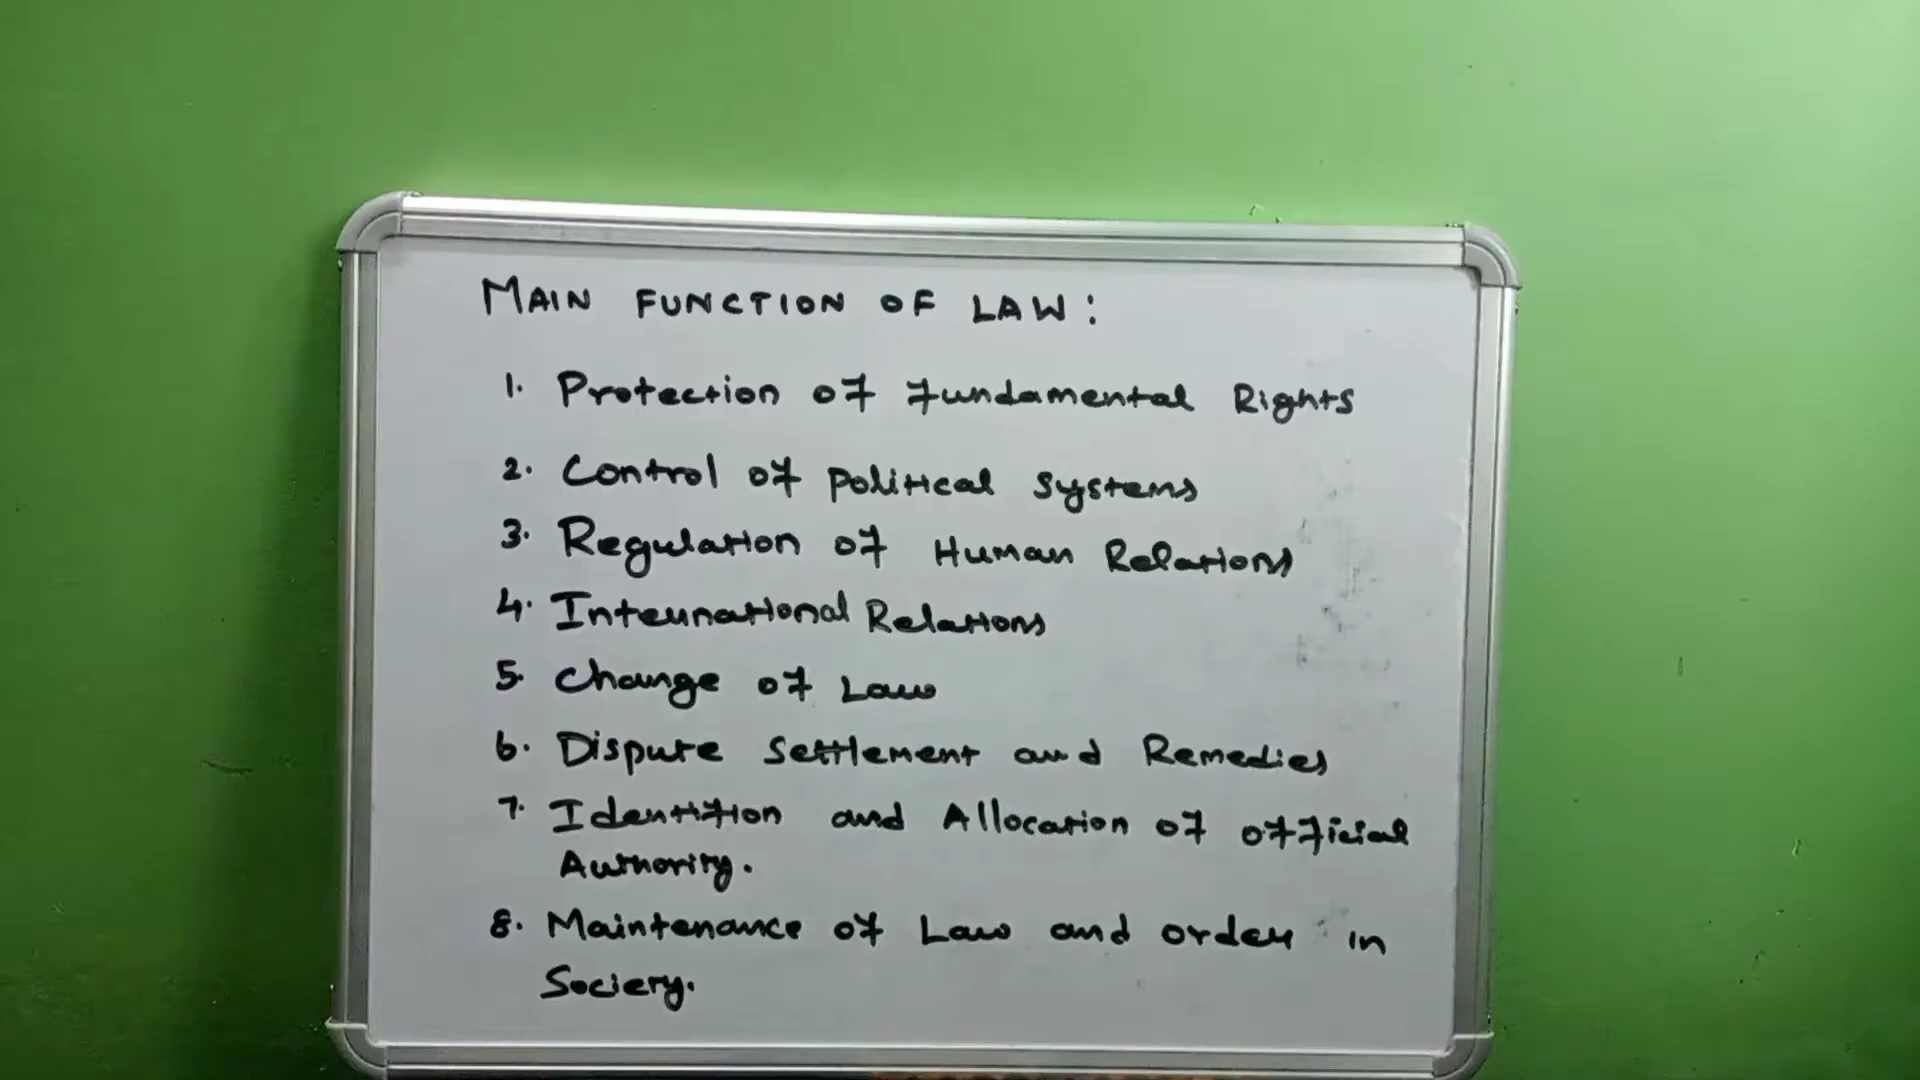 MAIN FUNCTION OF LAW:
1. Protection of fundamental Rights
2. Control of political systems
3. Regulation of Human Relations
4. International Relations
5. Change of Law
6. Dispute settlement and Remedies
7. Identifition and Allocation of official
Authority.
8. Maintenance of Law and order in
Society.